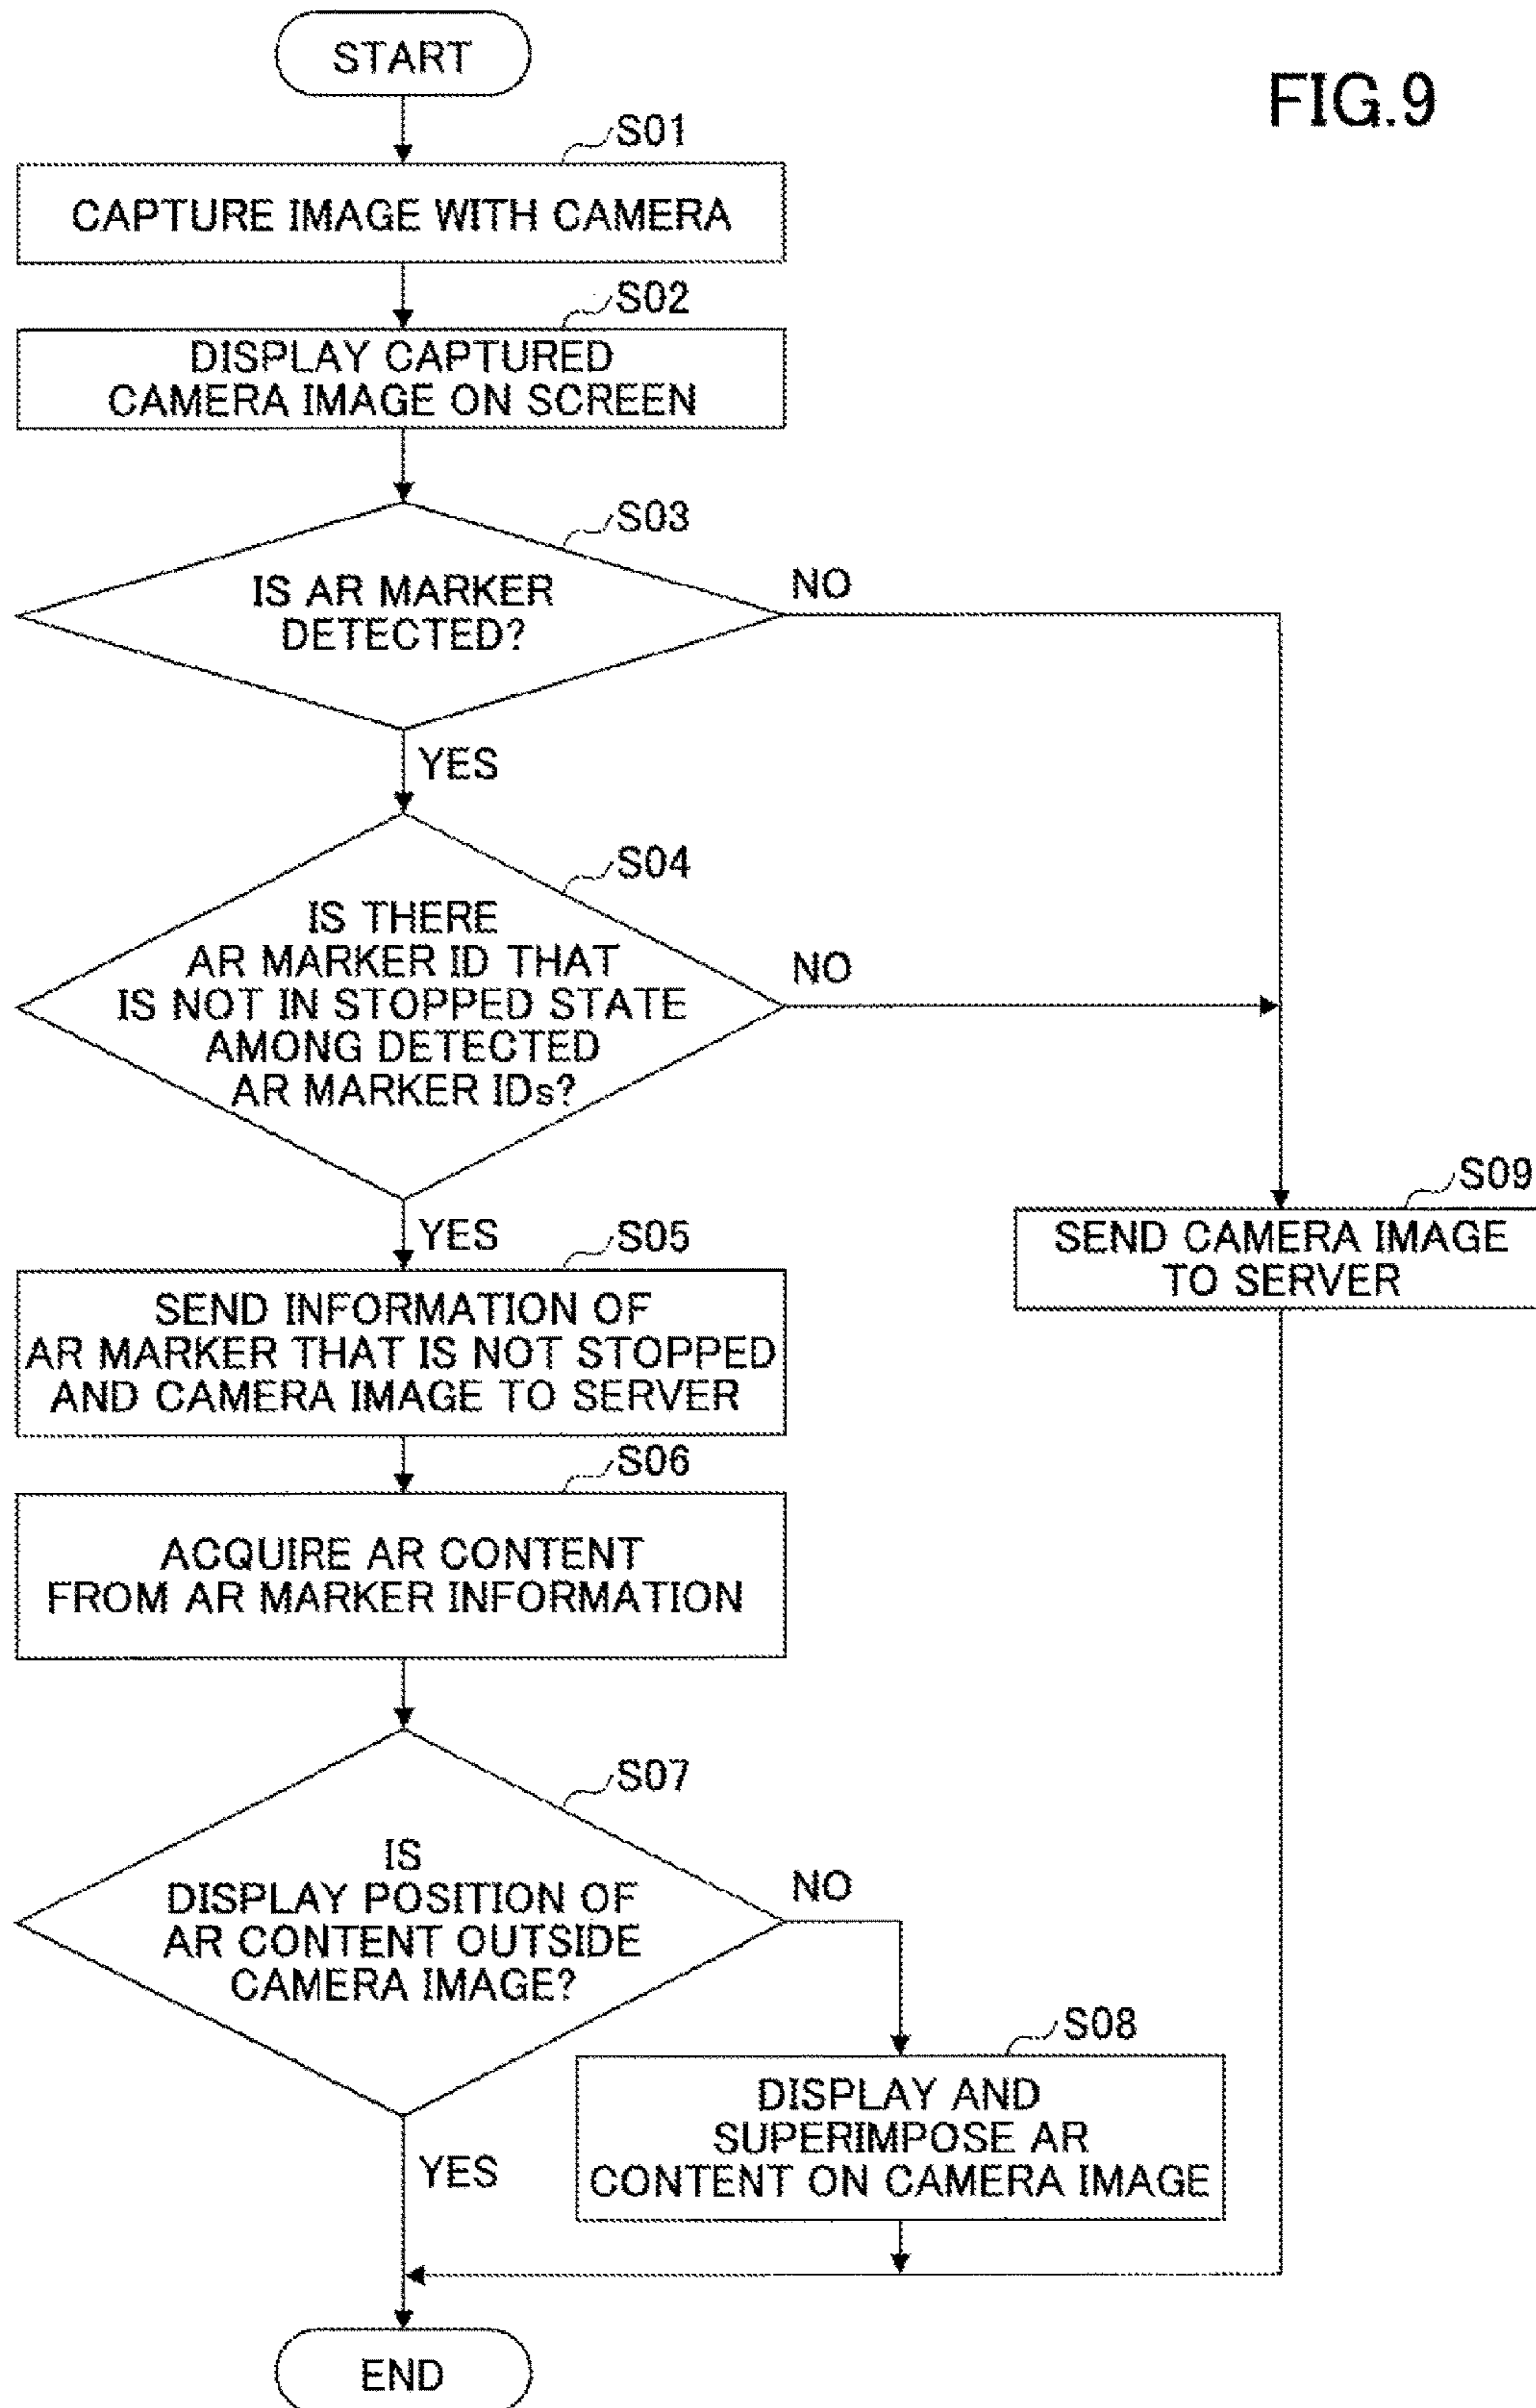 START
FIG.9
S01
CAPTURE IMAGE WITH CAMERA
S02
DISPLAY CAPTURED
CAMERA IMAGE ON SCREEN
S03
IS AR MARKER
DETECTED?
NO
YES
S04
IS THERE
AR MARKER ID THAT
IS NOT IN STOPPED STATE
AMONG DETECTED
AR MARKER IDs?
NO
YES
S05
SEND INFORMATION OF
AR MARKER THAT IS NOT STOPPED
AND CAMERA IMAGE TO SERVER
S09
SEND CAMERA IMAGE
TO SERVER
S06
ACQUIRE AR CONTENT
FROM AR MARKER INFORMATION
S07
IS
DISPLAY POSITION OF
AR CONTENT OUTSIDE
CAMERA IMAGE?
NO
YES
S08
DISPLAY AND
SUPERIMPOSE AR
CONTENT ON CAMERA IMAGE
END